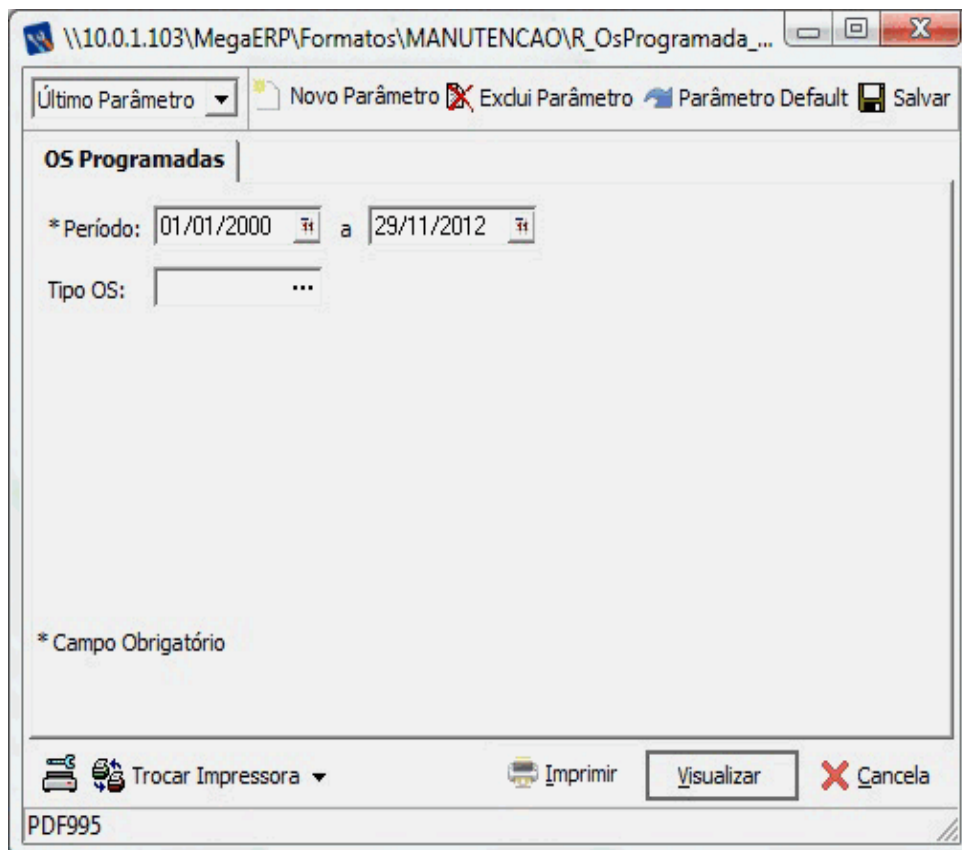 \\10.0.1.103\MegaERP\Formatos\MANUTENCAO\R_OsProgramada_...
Último Parâmetro Novo Parâmetro Exclui Parâmetro Parâmetro Default Salvar
OS Programadas
* Período: 01/01/2000 a 29/11/2012
Tipo OS: ...
* Campo Obrigatório
Trocar Impressora Imprimir Visualizar Cancela
PDF995